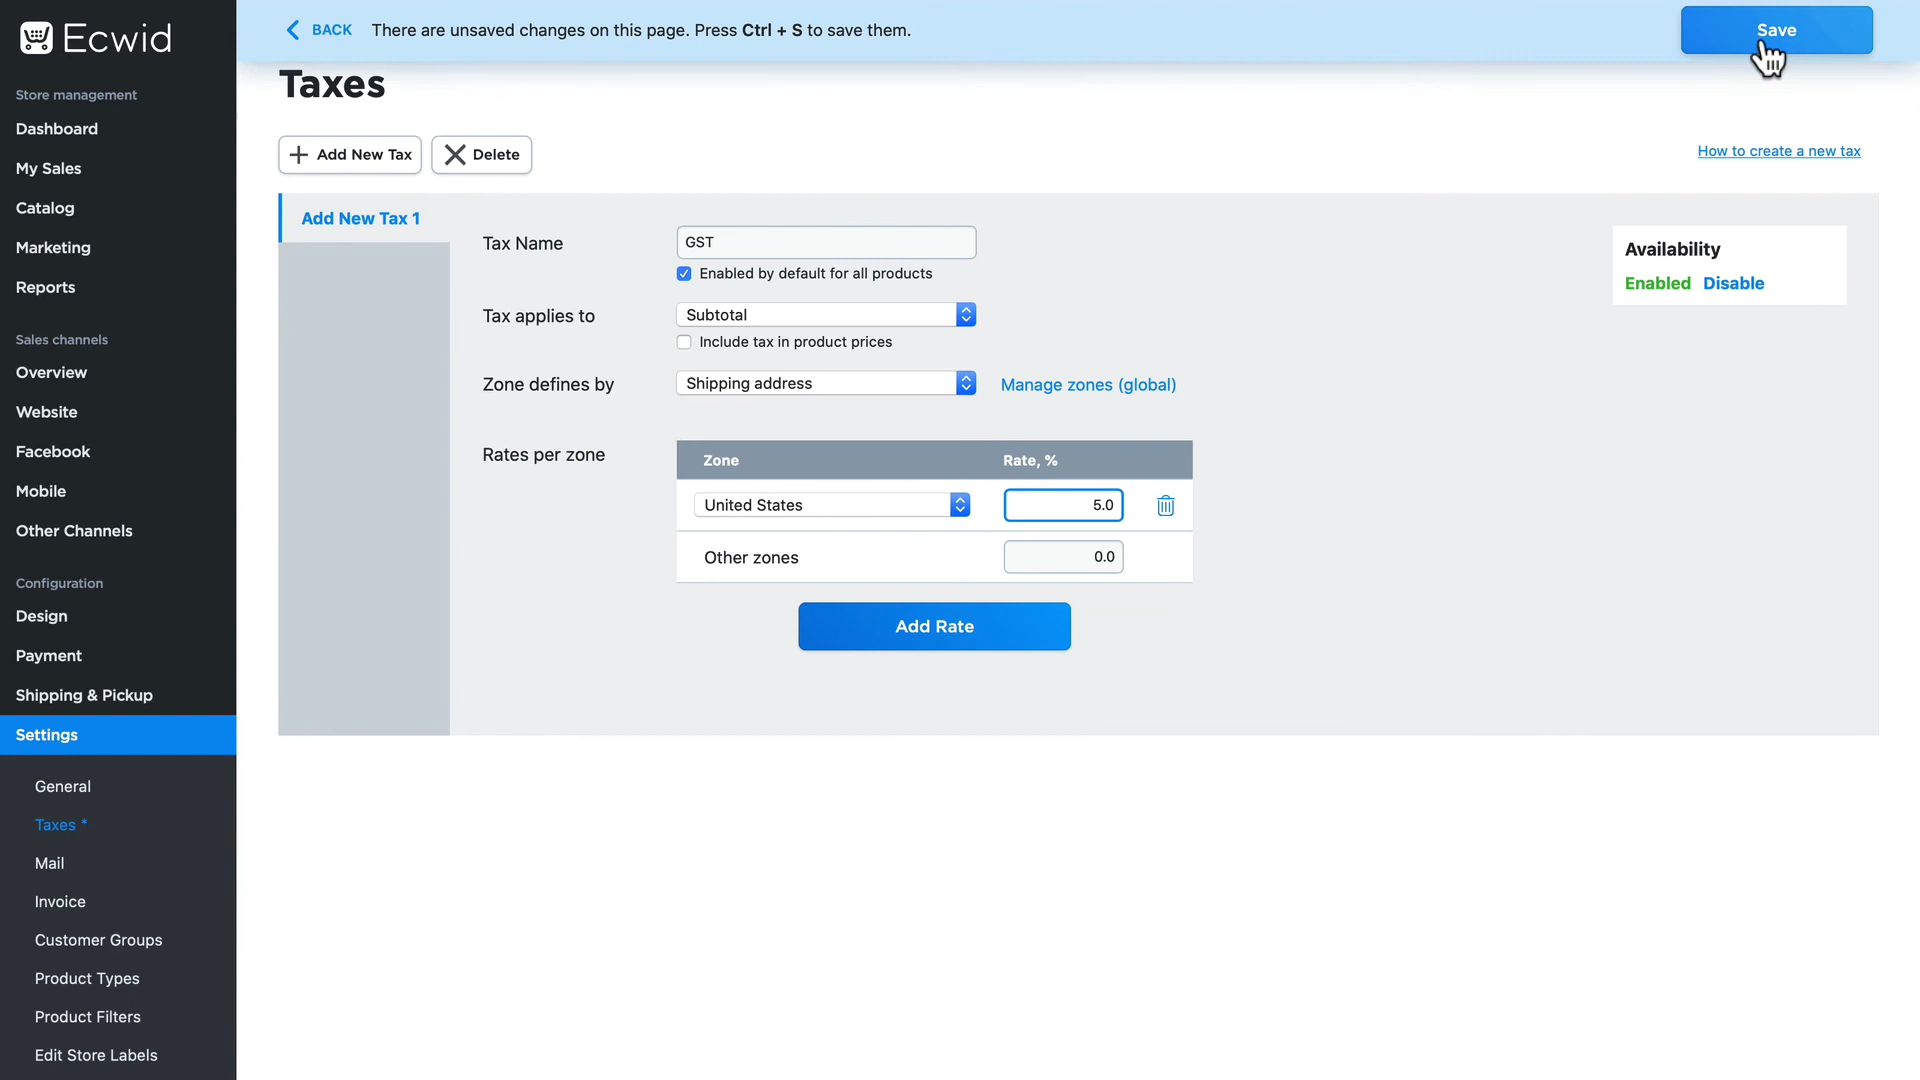 Ecwid
Store management
Dashboard
My Sales
Catalog
Marketing
Reports
Sales channels
Overview
Website
Facebook
Mobile
Other Channels
Configuration
Design
Payment
Shipping & Pickup
Settings
General
Taxes *
Mail
Invoice
Customer Groups
Product Types
Product Filters
Edit Store Labels
BACK There are unsaved changes on this page. Press Ctrl + S to save them.
Save
Taxes
Add New Tax Delete
How to create a new tax
Add New Tax 1
Tax Name GST
Enabled by default for all products
Tax applies to Subtotal
Include tax in product prices
Zone defines by Shipping address Manage zones (global)
Rates per zone
Zone Rate, %
United States 5.0
Other zones 0.0
Add Rate
Availability
Enabled Disable